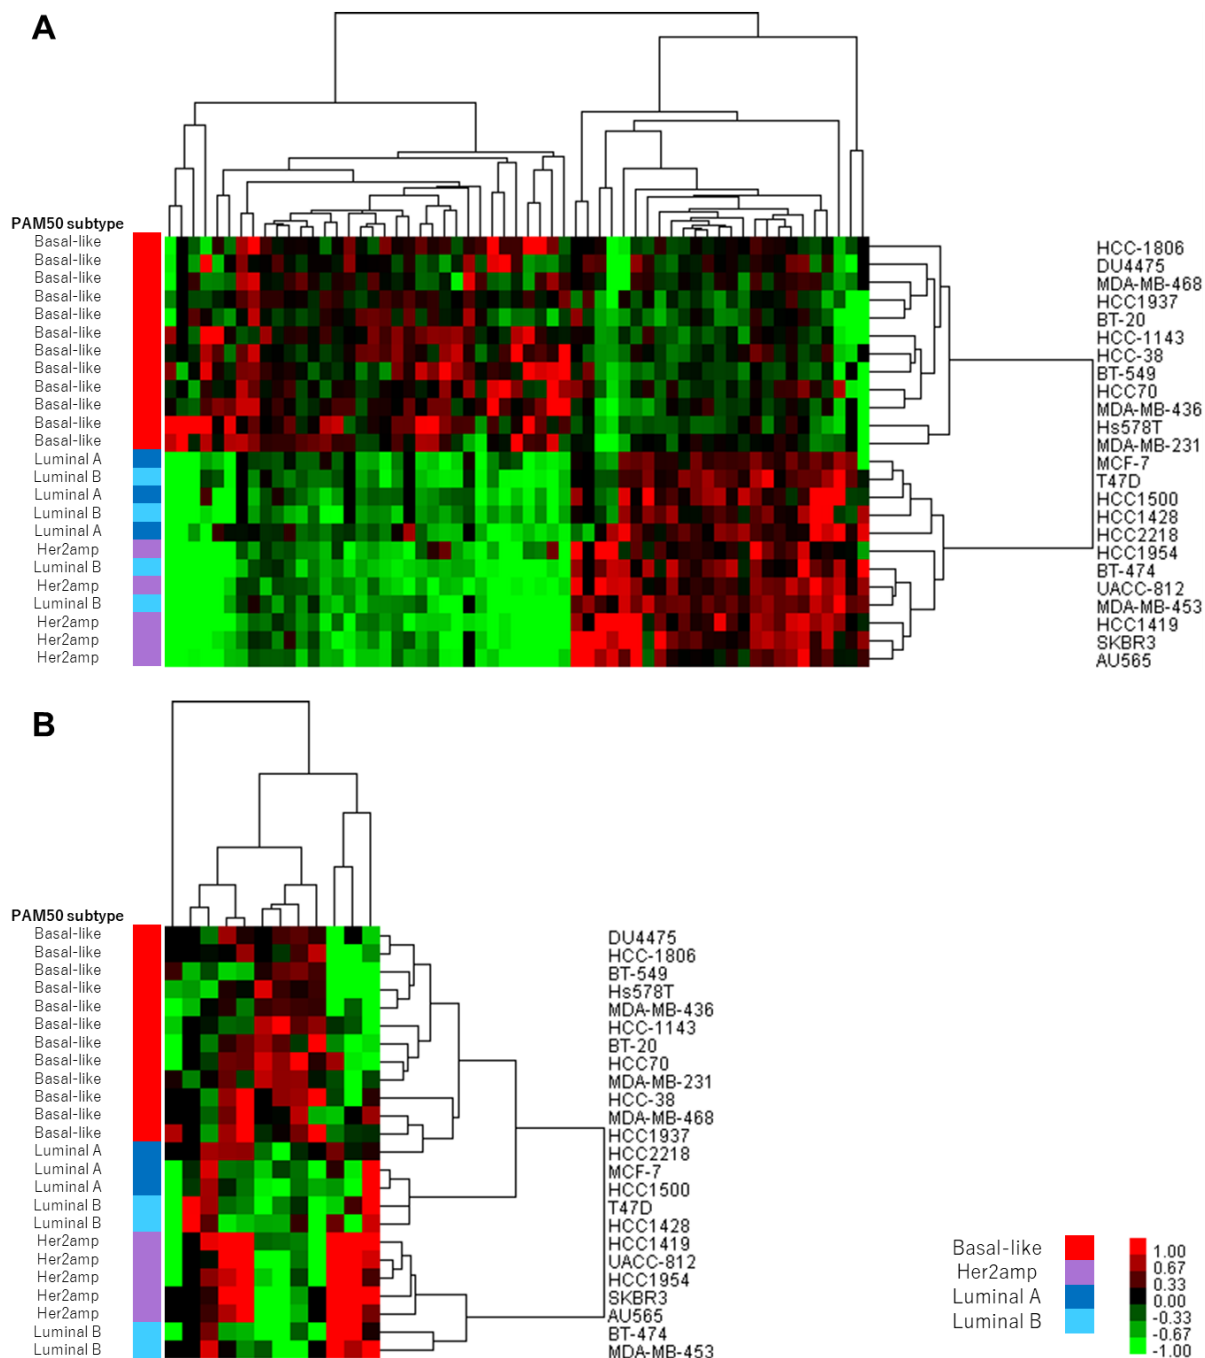 A
PAM50 subtype
Basal-like
Basal-like
Basal-like
Basal-like
Basal-like
Basal-like
Basal-like
Basal-like
Basal-like
Basal-like
Basal-like
Basal-like
Luminal A
Luminal B
Luminal A
Luminal B
Luminal A
Her2amp
Luminal B
Her2amp
Luminal B
Her2amp
Her2amp
Her2amp
HCC-1806
DU4475
MDA-MB-468
HCC1937
BT-20
HCC-1143
HCC-38
BT-549
HCC70
MDA-MB-436
Hs578T
MDA-MB-231
MCF-7
T47D
HCC1500
HCC1428
HCC2218
HCC1954
BT-474
UACC-812
MDA-MB-453
HCC1419
SKBR3
AU565
B
PAM50 subtype
Basal-like
Basal-like
Basal-like
Basal-like
Basal-like
Basal-like
Basal-like
Basal-like
Basal-like
Basal-like
Basal-like
Basal-like
Luminal A
Luminal A
Luminal A
Luminal B
Luminal B
Her2amp
Her2amp
Her2amp
Her2amp
Her2amp
Luminal B
Luminal B
DU4475
HCC-1806
BT-549
Hs578T
MDA-MB-436
HCC-1143
BT-20
HCC70
MDA-MB-231
HCC-38
MDA-MB-468
HCC1937
HCC2218
MCF-7
HCC1500
T47D
HCC1428
HCC1419
UACC-812
HCC1954
SKBR3
AU565
BT-474
MDA-MB-453
Basal-like
Her2amp
Luminal A
Luminal B
1.00
0.67
0.33
0.00
-0.33
-0.67
-1.00